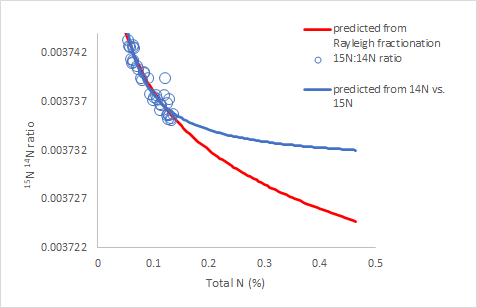 predicted from
Rayleigh fractionation
15N:14N ratio
predicted from 14N vs.
15N
0.003742
0.003737
0.003732
0.003727
0.003722
15N 14N ratio
0
0.1
0.2
0.3
0.4
0.5
Total N (%)